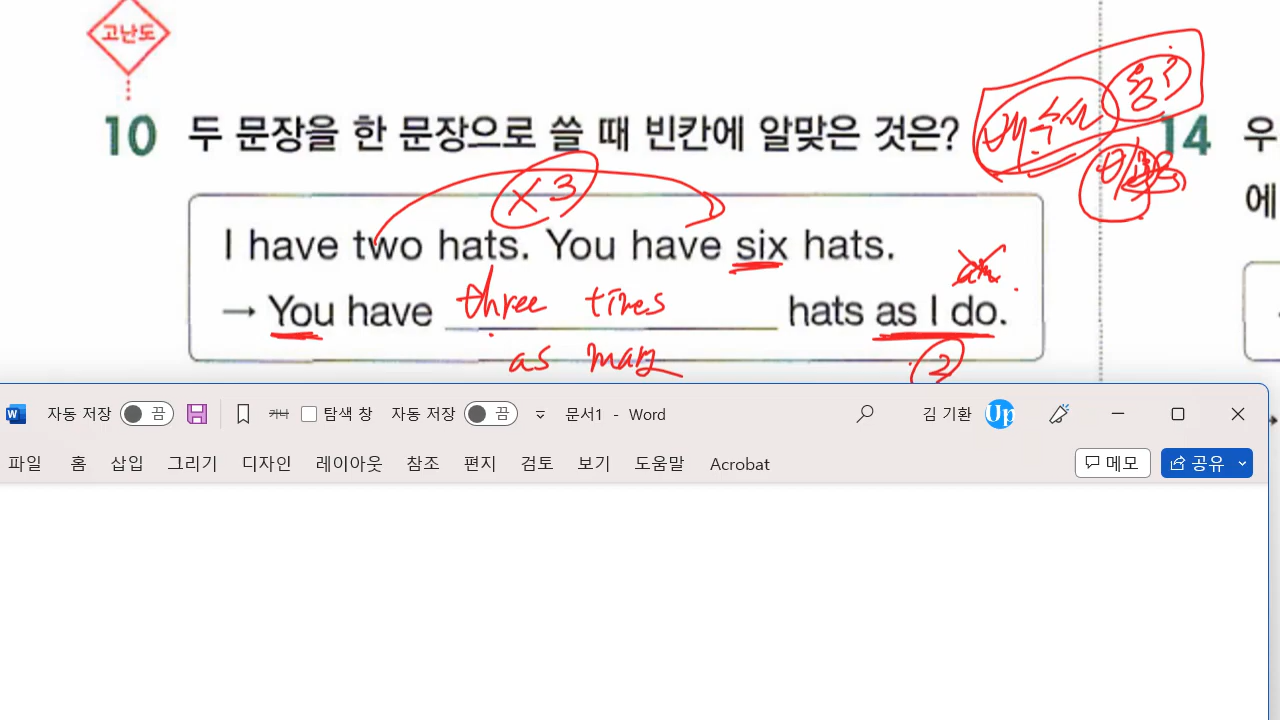 고난도
10 두 문장을 한 문장으로 쓸 때 빈칸에 알맞은 것은?
배수사
×3
14 우
에
I have two hats. You have six hats.
→ You have three times hats as I do.
as many
2
자동 저장 끔 탐색 창 자동 저장 끔 문서1 - Word 김 기환 Up
파일 홈 삽입 그리기 디자인 레이아웃 참조 편지 검토 보기 도움말 Acrobat 메모 공유